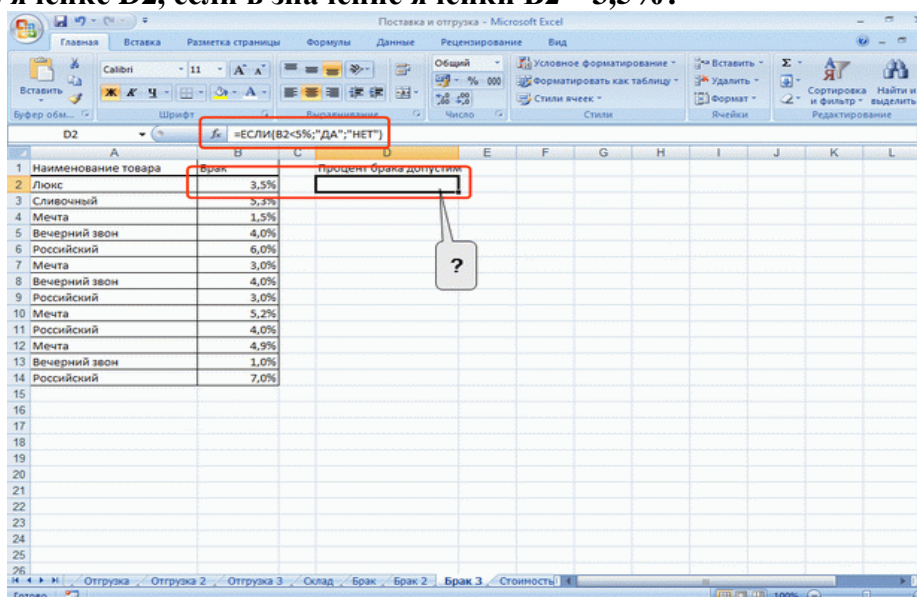 в ячейке D2, если в значение ячейки B2 = 3,5%?
Поставка и отгрузка - Microsoft Excel
Главная Вставка Разметка страницы Формулы Данные Рецензирование Вид
Вставить
Calibri 11 А А
Ж К Ч А
Общий
% 000
,00 ,0
Условное форматирование
Форматировать как таблицу
Стили ячеек
Вставить
Удалить
Формат
Σ
Сортировка и фильтр
Найти и выделить
Буфер обм... Шрифт Выравнивание Число Стили Ячейки Редактирование
D2 fx =ЕСЛИ(B2<5%;"ДА";"НЕТ")
A B C D E F G H I J K L
1 Наименование товара Брак Процент брака допустим
2 Люкс 3,5%
3 Сливочный 5,3%
4 Мечта 1,5%
5 Вечерний звон 4,0%
6 Российский 6,0%
7 Мечта 3,0%
8 Вечерний звон 4,0%
9 Российский 3,0%
10 Мечта 5,2%
11 Российский 4,0%
12 Мечта 4,9%
13 Вечерний звон 1,0%
14 Российский 7,0%
?
15
16
17
18
19
20
21
22
23
24
25
26
Отгрузка Отгрузка 2 Отгрузка 3 Склад Брак Брак 2 Брак 3 Стоимость
Готово 100%